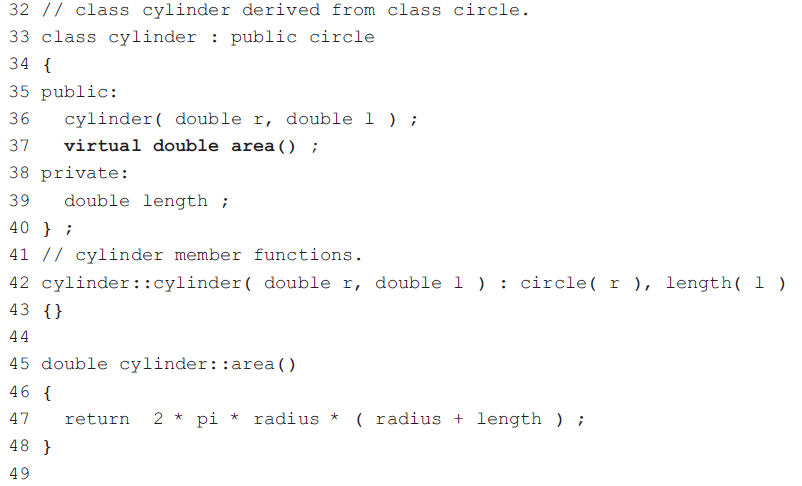 32 // class cylinder derived from class circle.
33 class cylinder : public circle
34 {
35 public:
36   cylinder( double r, double l ) ;
37   virtual double area() ;
38 private:
39   double length ;
40 } ;
41 // cylinder member functions.
42 cylinder::cylinder( double r, double l ) : circle( r ), length( l )
43 {}
44
45 double cylinder::area()
46 {
47   return  2 * pi * radius * ( radius + length ) ;
48 }
49